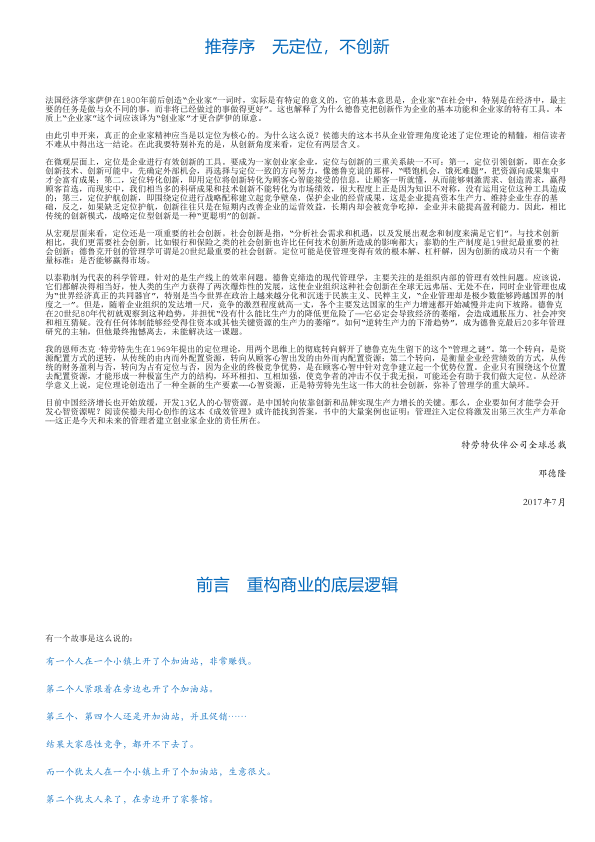 推荐序　无定位，不创新
法国经济学家萨伊在1800年前后创造“企业家”一词时，实际是有特定的意义的，它的基本意思是，企业家“在社会中，特别是在经济中，最主
要的任务是做与众不同的事，而非将已经做过的事做得更好”。这也解释了为什么德鲁克把创新作为企业的基本功能和企业家的特有工具。本
质上“企业家”这个词应该译为“创业家”才更合萨伊的原意。
由此引申开来，真正的企业家精神应当是以定位为核心的。为什么这么说？侯德夫的这本书从企业管理角度论述了定位理论的精髓，相信读者
不难从中得出这一结论。在此我要特别补充的是，从创新角度来看，定位有两层含义。
在微观层面上，定位是企业进行有效创新的工具。要成为一家创业家企业，定位与创新的三重关系缺一不可：第一，定位引领创新，即在众多
创新技术、创新可能中，先确定外部机会，再选择与定位一致的方向努力，像德鲁克说的那样，“喂饱机会，饿死难题”，把资源向成果集中
才会富有成果；第二，定位转化创新，即用定位将创新转化为顾客心智能接受的信息，让顾客一听就懂，从而能够刺激需求、创造需求，赢得
顾客首选，而现实中，我们相当多的科研成果和技术创新不能转化为市场绩效，很大程度上正是因为知识不对称，没有运用定位这种工具造成
的；第三，定位护航创新，即围绕定位进行战略配称建立起竞争壁垒，保护企业的经营成果，这是企业提高资本生产力、维持企业生存的基
础，反之，如果缺乏定位护航，创新往往只是在短期内改善企业的运营效益，长期内却会被竞争吃掉，企业并未能提高盈利能力。因此，相比
传统的创新模式，战略定位型创新是一种“更聪明”的创新。
从宏观层面来看，定位还是一项重要的社会创新。社会创新是指，“分析社会需求和机遇，以及发展出观念和制度来满足它们”。与技术创新
相比，我们更需要社会创新，比如银行和保险之类的社会创新也许比任何技术创新所造成的影响都大；泰勒的生产制度是19世纪最重要的社
会创新；德鲁克开创的管理学可谓是20世纪最重要的社会创新。定位可能是使管理变得有效的根本解、杠杆解，因为创新的成功只有一个衡
量标准：是否能够赢得市场。
以泰勒制为代表的科学管理，针对的是生产线上的效率问题。德鲁克缔造的现代管理学，主要关注的是组织内部的管理有效性问题。应该说，
它们都解决得相当好，使人类的生产力获得了两次爆炸性的发展，这使企业组织这种社会创新在全球无远弗届、无处不在，同时企业管理也成
为“世界经济真正的共同器官”，特别是当今世界在政治上越来越分化和沉迷于民族主义、民粹主义，“企业管理却是极少数能够跨越国界的制
度之一”。但是，随着企业组织的发达增一尺，竞争的激烈程度就高一丈，各个主要发达国家的生产力增速都开始减慢并走向下坡路。德鲁克
在20世纪80年代初就观察到这种趋势，并担忧“没有什么能比生产力的降低更危险了——它必定会导致经济的萎缩，会造成通胀压力、社会冲突
和相互猜疑。没有任何体制能够经受得住资本或其他关键资源的生产力的萎缩”。如何“逆转生产力的下滑趋势”，成为德鲁克最后20多年管理
研究的主轴，但他最终抱憾离去，未能解决这一课题。
我的恩师杰克·特劳特先生在1969年提出的定位理论，用两个思维上的彻底转向解开了德鲁克先生留下的这个“管理之谜”。第一个转向，是资
源配置方式的逆转，从传统的由内而外配置资源，转向从顾客心智出发的由外而内配置资源；第二个转向，是衡量企业经营绩效的方式，从传
统的财务盈利与否，转向为占有定位与否，因为企业的终极竞争优势，是在顾客心智中针对竞争建立起一个优势位置。企业只有围绕这个位置
去配置资源，才能形成一种极富生产力的结构，环环相扣、互相加强，使竞争者的冲击不仅于我无损，可能还会有助于我们做大定位。从经济
学意义上说，定位理论创造出了一种全新的生产要素——心智资源，正是特劳特先生这一伟大的社会创新，弥补了管理学的重大缺环。
目前中国经济增长也开始放缓，开发13亿人的心智资源，是中国转向依靠创新和品牌实现生产力增长的关键。那么，企业要如何才能学会开
发心智资源呢？阅读侯德夫用心创作的这本《成效管理》或许能找到答案，书中的大量案例也证明：管理注入定位将激发出第三次生产力革命
——这正是今天和未来的管理者建立创业家企业的责任所在。
特劳特伙伴公司全球总裁
邓德隆
2017年7月
前言　重构商业的底层逻辑
有一个故事是这么说的：
有一个人在一个小镇上开了个加油站，非常赚钱。
第二个人紧跟着在旁边也开了个加油站。
第三个、第四个人还是开加油站，并且促销……
结果大家恶性竞争，都开不下去了。
而一个犹太人在一个小镇上开了个加油站，生意很火。
第二个犹太人来了，在旁边开了家餐馆。